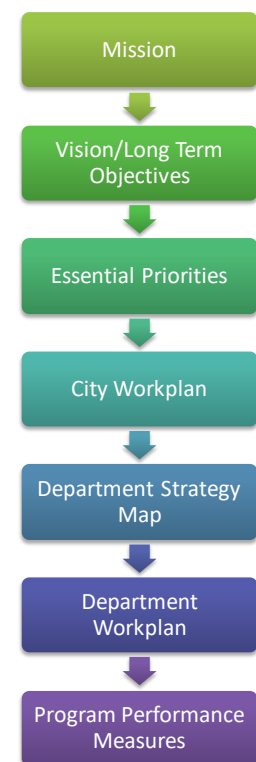 Mission
Vision/Long Term
Objectives
Essential Priorities
City Workplan
Department Strategy
Map
Department
Workplan
Program Performance
Measures